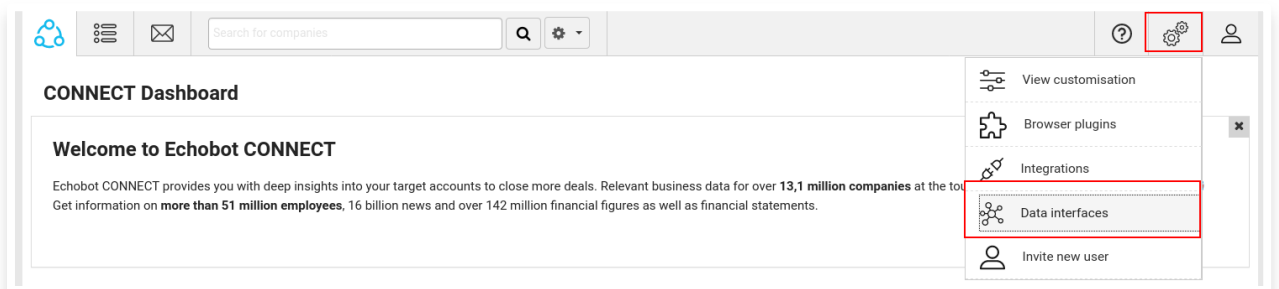 Search for companies
View customisation
CONNECT Dashboard
Browser plugins
Welcome to Echobot CONNECT
Integrations
Echobot CONNECT provides you with deep insights into your target accounts to close more deals. Relevant business data for over 13,1 million companies at the
Get information on more than 51 million employees, 16 billion news and over 142 million financial figures as well as financial statements.
Data interfaces
Invite new user